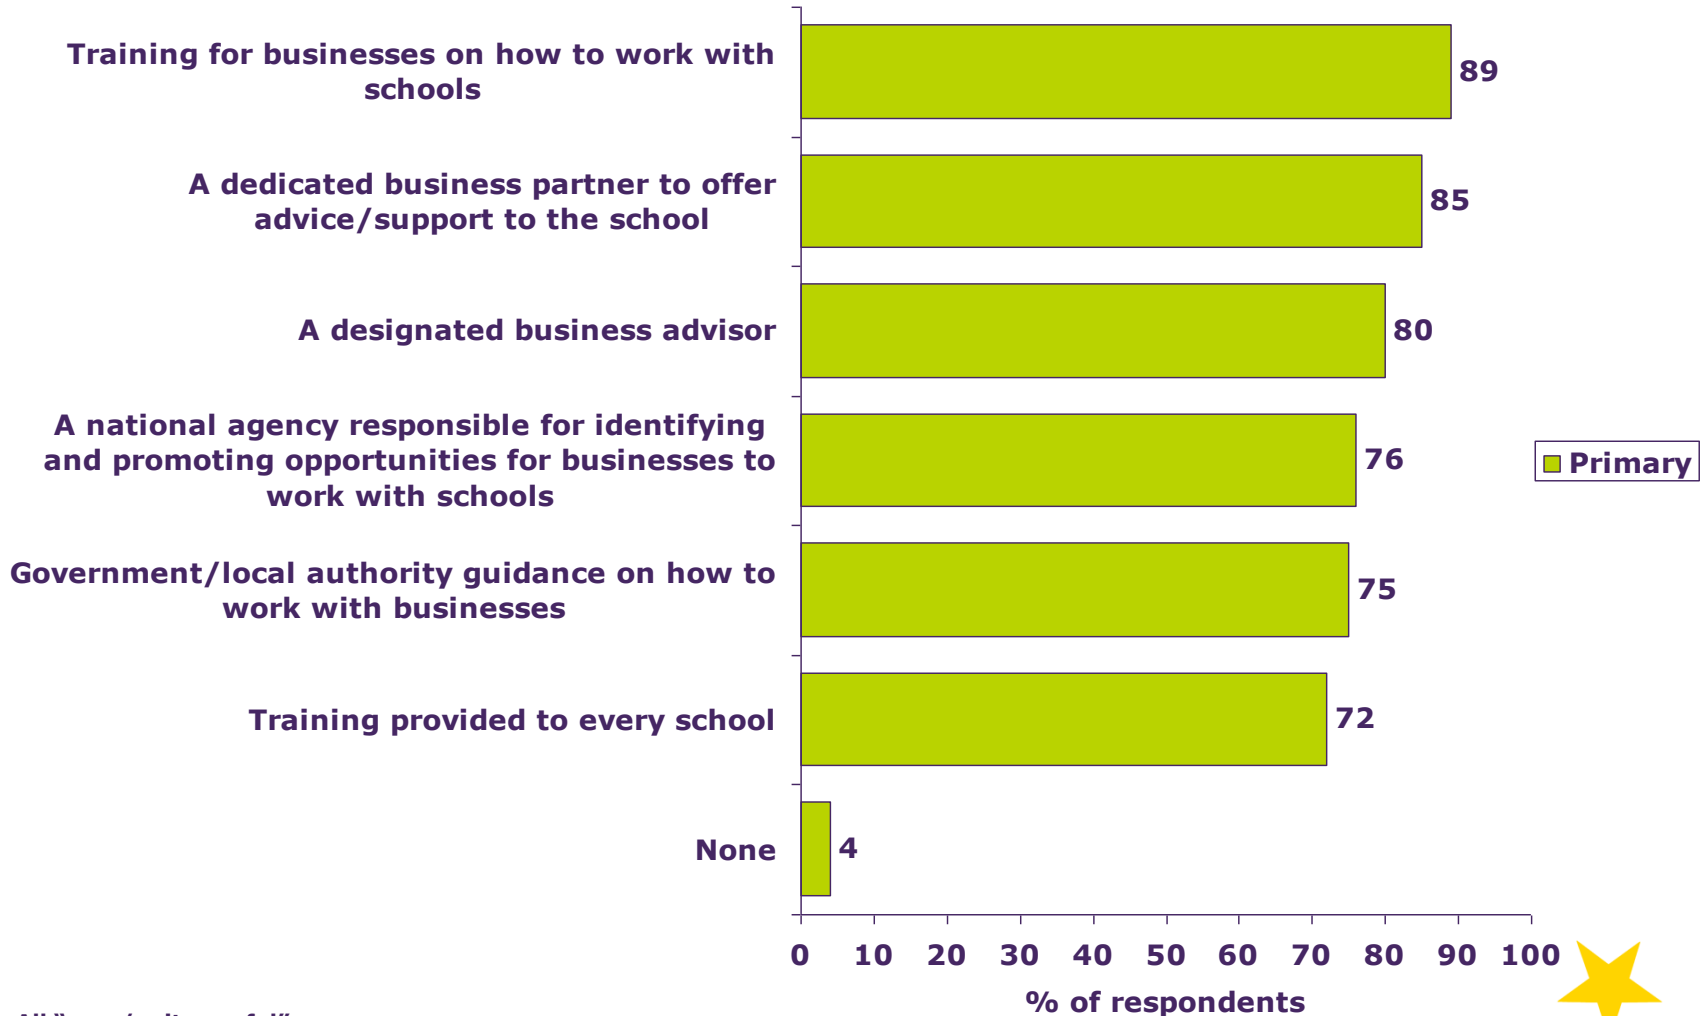 Training for businesses on how to work with
schools
89
A dedicated business partner to offer
advice/support to the school
85
A designated business advisor
80
A national agency responsible for identifying
and promoting opportunities for businesses to
work with schools
76
Government/local authority guidance on how to
work with businesses
75
Training provided to every school
72
None
4
Primary
0 10 20 30 40 50 60 70 80 90 100
% of respondents